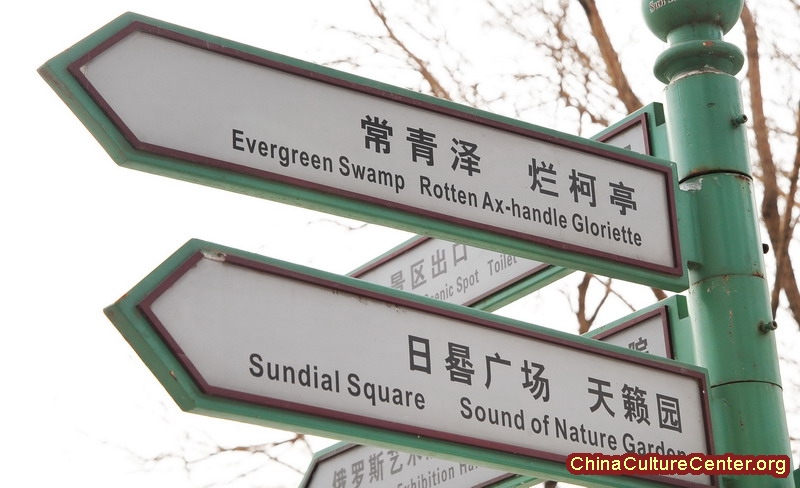 常青泽 烂柯亭
Evergreen Swamp Rotten Ax-handle Gloriette
景区出口
Scenic Spot Toilet
日晷广场 天籁园
Sundial Square Sound of Nature Garden
院
俄罗斯艺术
Exhibition
ChinaCultureCenter.org